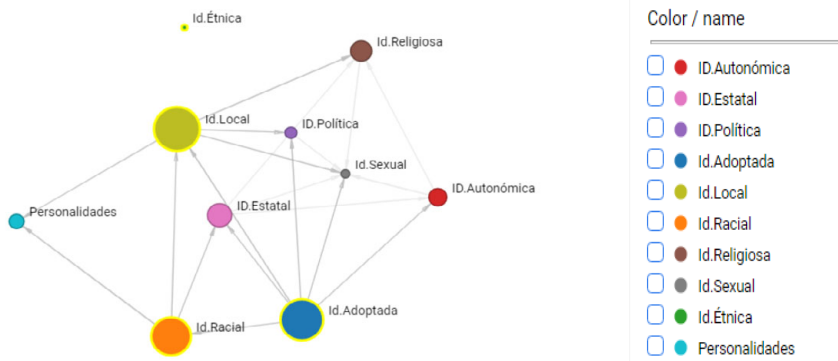 Id.Étnica
Id.Religiosa
Id.Local
ID.Política
Id.Sexual
ID.Autonómica
Personalidades
ID.Estatal
Id.Adoptada
Id.Racial
Color / name
ID.Autonómica
ID.Estatal
ID.Política
Id.Adoptada
Id.Local
Id.Racial
Id.Religiosa
Id.Sexual
Id.Étnica
Personalidades